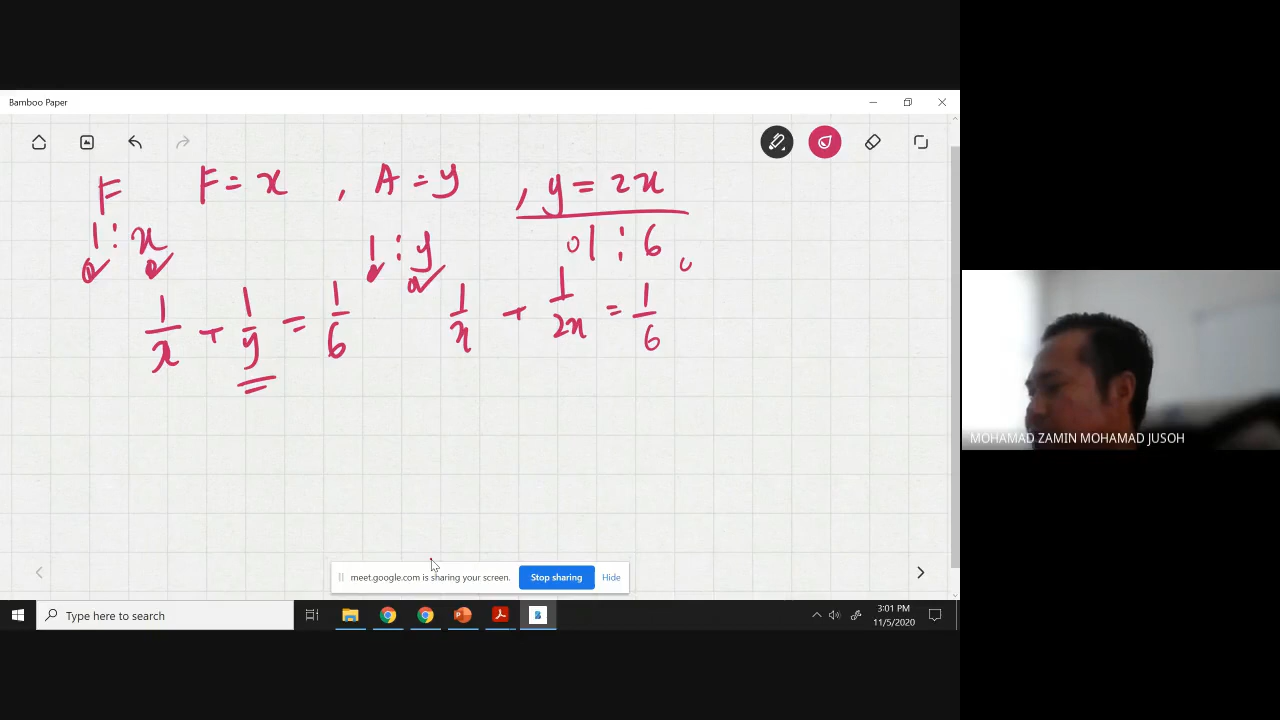 Bamboo Paper
F F = x , A = y , y = 2x
1 : x 1 : y 1 : 6
1/x + 1/y = 1/6 1/x + 1/2x = 1/6
MOHAMAD ZAMIN MOHAMAD JUSOH
meet.google.com is sharing your screen. Stop sharing Hide
Type here to search
3:01 PM
11/5/2020